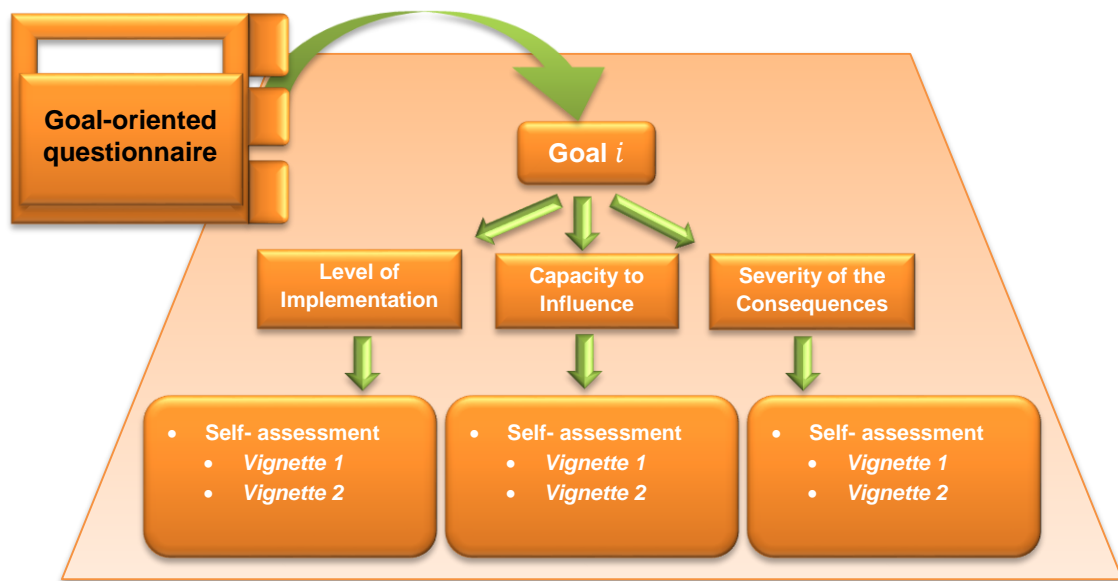 Goal-oriented
questionnaire
Goal i
Level of
Implementation
Capacity to
Influence
Severity of the
Consequences
• Self- assessment
• Vignette 1
• Vignette 2
• Self- assessment
• Vignette 1
• Vignette 2
• Self- assessment
• Vignette 1
• Vignette 2